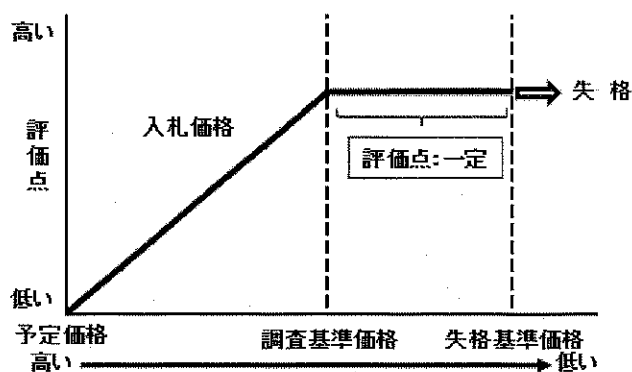 高い
失格
入札価格
評価点
評価点:一定
低い
予定価格
調査基準価格
失格基準価格
高い
低い